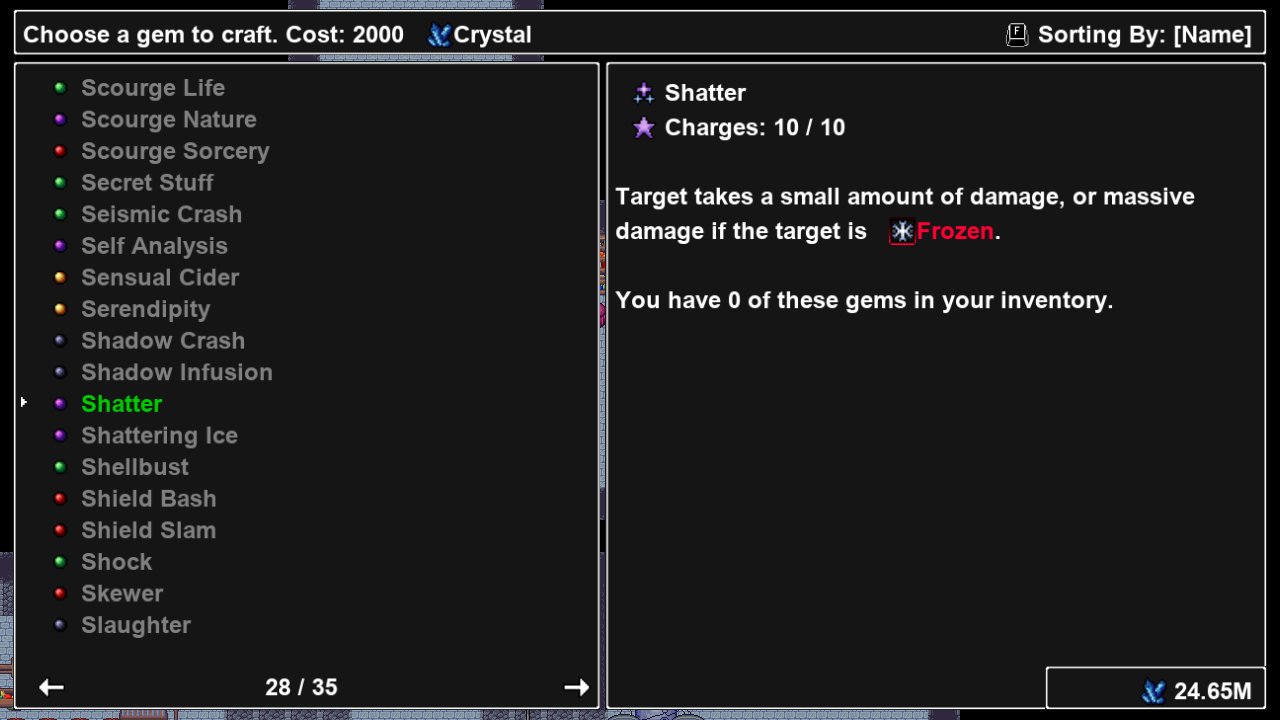 Choose a gem to craft. Cost: 2000 Crystal
F Sorting By: [Name]
Scourge Life
Scourge Nature
Scourge Sorcery
Secret Stuff
Seismic Crash
Self Analysis
Sensual Cider
Serendipity
Shadow Crash
Shadow Infusion
Shatter
Shattering Ice
Shellbust
Shield Bash
Shield Slam
Shock
Skewer
Slaughter
28 / 35
Shatter
Charges: 10 / 10
Target takes a small amount of damage, or massive
damage if the target is Frozen.
You have 0 of these gems in your inventory.
24.65M